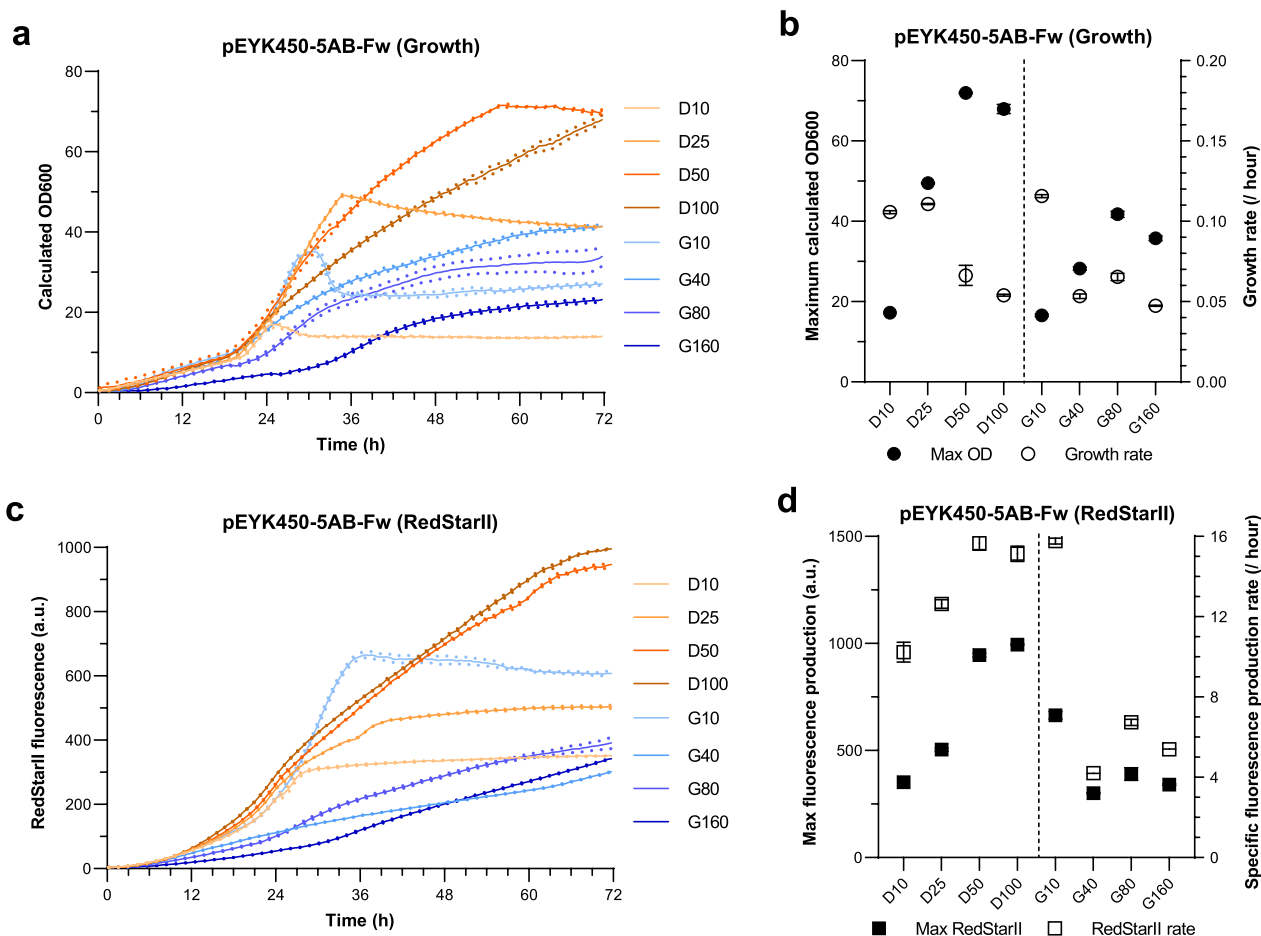 a
pEYK450-5AB-Fw (Growth)
Calculated OD600
80
60
40
20
0
0 12 24 36 48 60 72
Time (h)
D10
D25
D50
D100
G10
G40
G80
G160
b
pEYK450-5AB-Fw (Growth)
Maximum calculated OD600
80
60
40
20
0
0.20
0.15
0.10
0.05
0.00
Growth rate (/ hour)
D10 D25 D50 D100 G10 G40 G80 G160
Max OD Growth rate
c
pEYK450-5AB-Fw (RedStarII)
RedStarII fluorescence (a.u.)
1000
800
600
400
200
0
0 12 24 36 48 60 72
Time (h)
D10
D25
D50
D100
G10
G40
G80
G160
d
pEYK450-5AB-Fw (RedStarII)
Max fluorescence production (a.u.)
1500
1000
500
0
16
12
8
4
0
Specific fluorescence production rate (/ hour)
D10 D25 D50 D100 G10 G40 G80 G160
Max RedStarII RedStarII rate